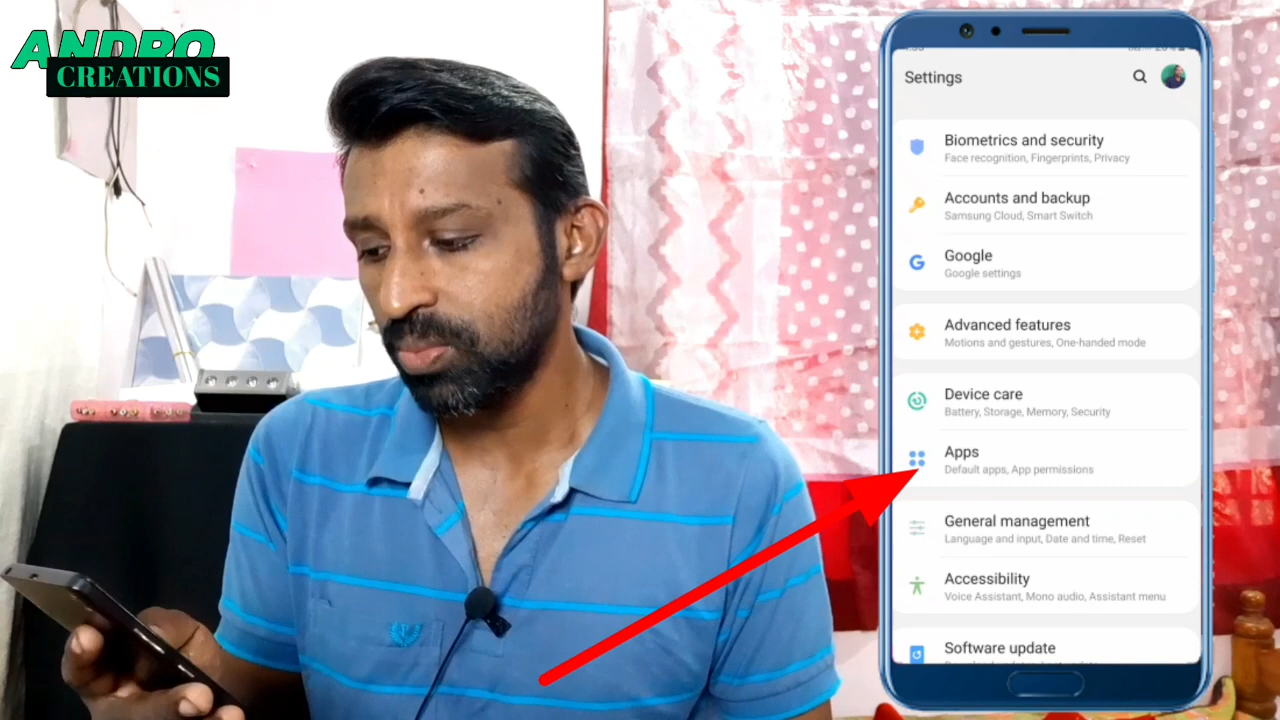 ANDRO
CREATIONS
Settings
Biometrics and security
Face recognition, Fingerprints, Privacy
Accounts and backup
Samsung Cloud, Smart Switch
Google
Google settings
Advanced features
Motions and gestures, One-handed mode
Device care
Battery, Storage, Memory, Security
Apps
Default apps, App permissions
General management
Language and input, Date and time, Reset
Accessibility
Voice Assistant, Mono audio, Assistant menu
Software update